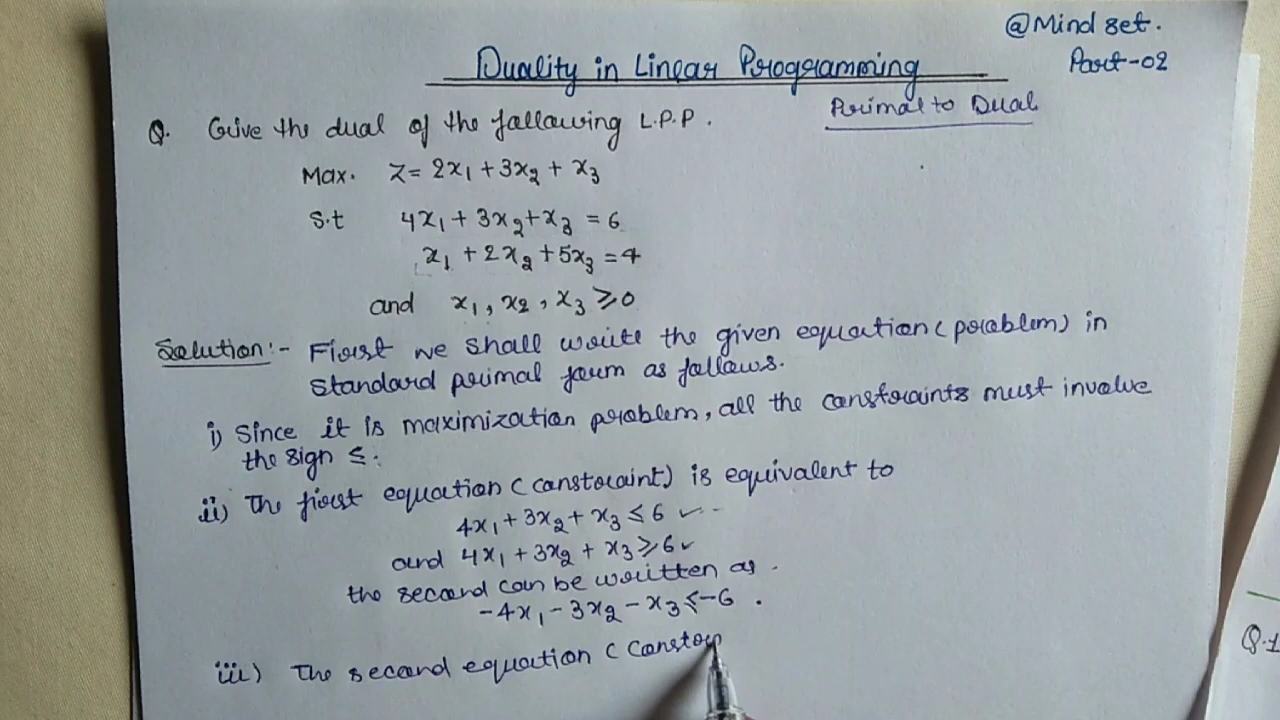 @Mind set.
Part-02
Duality in Linear Programming
Primal to Dual
Q. Give the dual of the following L.P.P.
Max. Z= 2x₁ + 3x₂ + x₃
S.t 4x₁ + 3x₂ + x₃ = 6
x₁ + 2x₂ + 5x₃ = 4
and x₁, x₂, x₃ ≥ 0
Solution:- First we shall write the given equation (problem) in
standard primal form as follows.
i) Since it is maximization problem, all the constraints must involve
the sign ≤.
ii) The first equation (constraint) is equivalent to
4x₁ + 3x₂ + x₃ ≤ 6 ✓
and 4x₁ + 3x₂ + x₃ ≥ 6 ✓
the second can be written as
-4x₁ - 3x₂ - x₃ ≤ -6.
iii) The second equation (Constra
Q.1